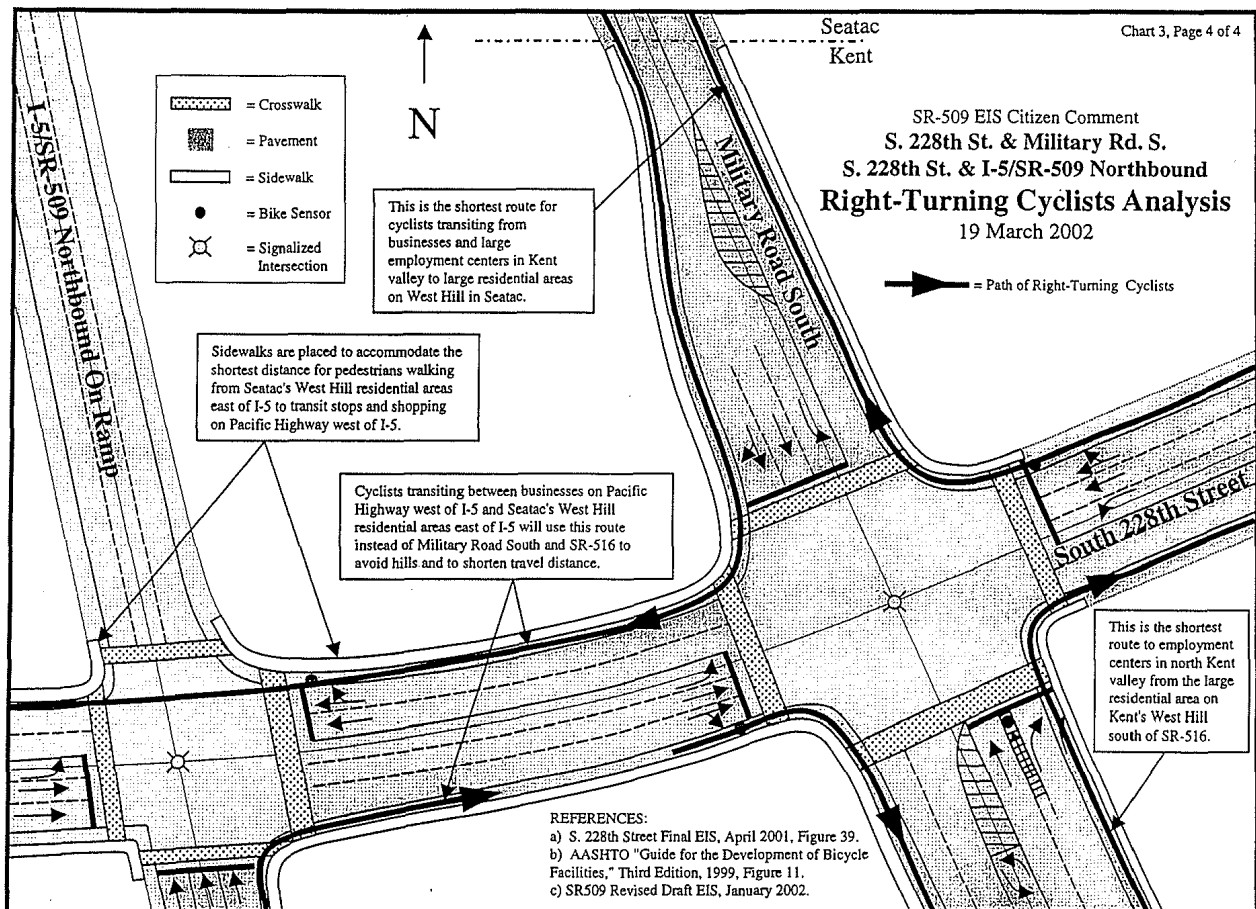 Seatac
Kent
Chart 3, Page 4 of 4
SR-509 EIS Citizen Comment
S. 228th St. & Military Rd. S.
S. 228th St. & I-5/SR-509 Northbound
Right-Turning Cyclists Analysis
19 March 2002
= Path of Right-Turning Cyclists
N
= Crosswalk
= Pavement
= Sidewalk
= Bike Sensor
= Signalized
Intersection
I-5/SR-509 Northbound On Ramp
Military Road South
South 228th Street
This is the shortest route for
cyclists transiting from
businesses and large
employment centers in Kent
valley to large residential areas
on West Hill in Seatac.
Sidewalks are placed to accommodate the
shortest distance for pedestrians walking
from Seatac's West Hill residential areas
east of I-5 to transit stops and shopping
on Pacific Highway west of I-5.
Cyclists transiting between businesses on Pacific
Highway west of I-5 and Seatac's West Hill
residential areas east of I-5 will use this route
instead of Military Road South and SR-516 to
avoid hills and to shorten travel distance.
This is the shortest
route to employment
centers in north Kent
valley from the large
residential area on
Kent's West Hill
south of SR-516.
REFERENCES:
a) S. 228th Street Final EIS, April 2001, Figure 39.
b) AASHTO "Guide for the Development of Bicycle
Facilities," Third Edition, 1999, Figure 11.
c) SR509 Revised Draft EIS, January 2002.